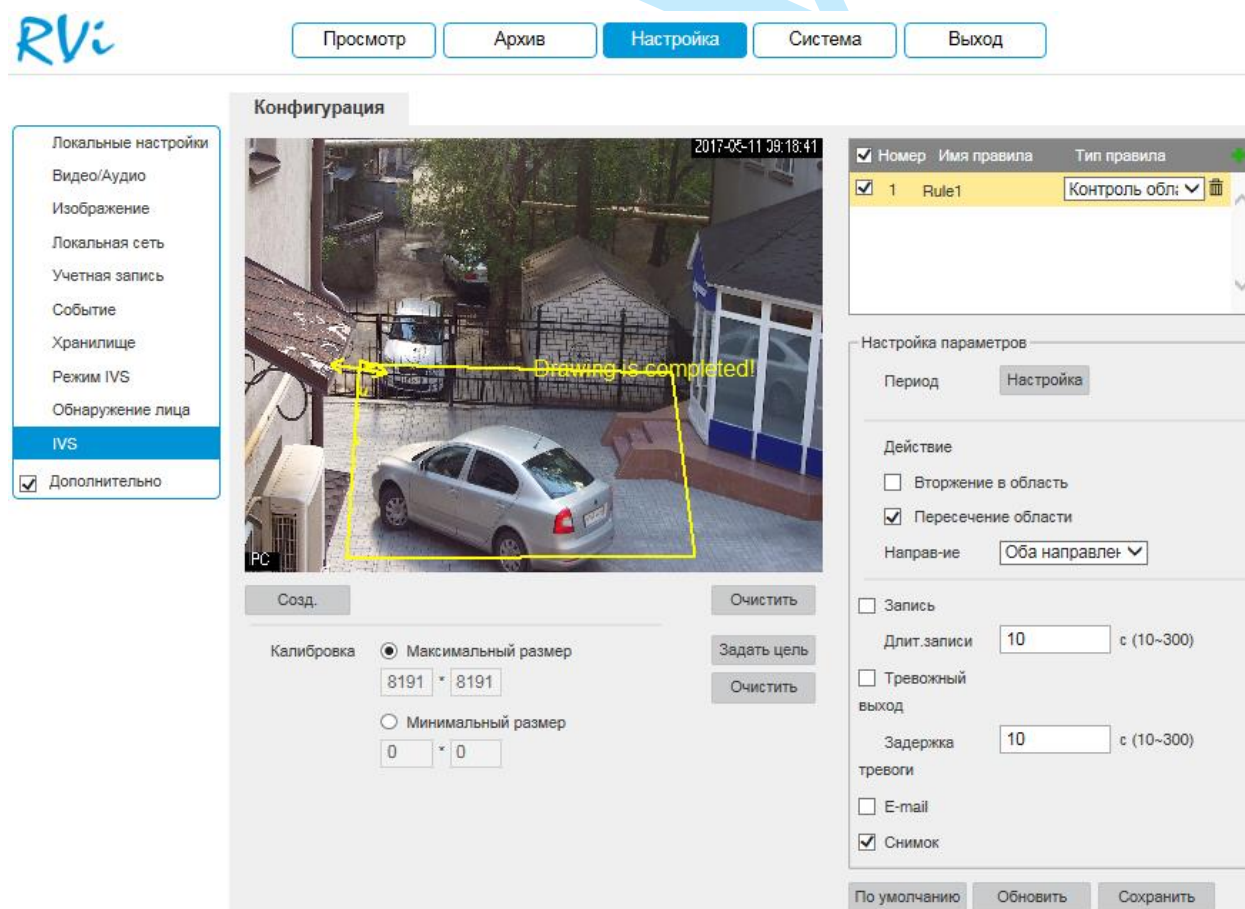 RVi
Просмотр
Архив
Настройка
Система
Выход
Конфигурация
Локальные настройки
Видео/Аудио
Изображение
Локальная сеть
Учетная запись
Событие
Хранилище
Режим IVS
Обнаружение лица
IVS
Дополнительно
2017-05-11 09:18:41
Drawing is completed!
PC
Созд.
Очистить
Калибровка
Максимальный размер
Задать цель
8191 * 8191
Очистить
Минимальный размер
0 * 0
Номер Имя правила Тип правила
1 Rule1 Контроль обла
Настройка параметров
Период Настройка
Действие
Вторжение в область
Пересечение области
Направ-ие Оба направлен
Запись
Длит.записи 10 с (10~300)
Тревожный
выход
Задержка 10 с (10~300)
тревоги
E-mail
Снимок
По умолчанию Обновить Сохранить